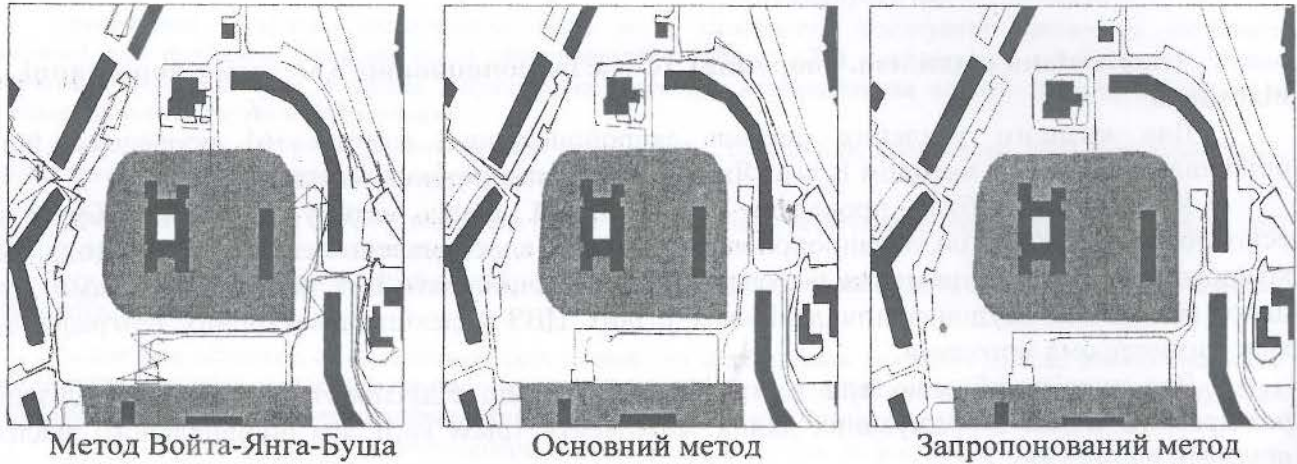 Метод Войта-Янга-Буша
Основний метод
Запропонований метод